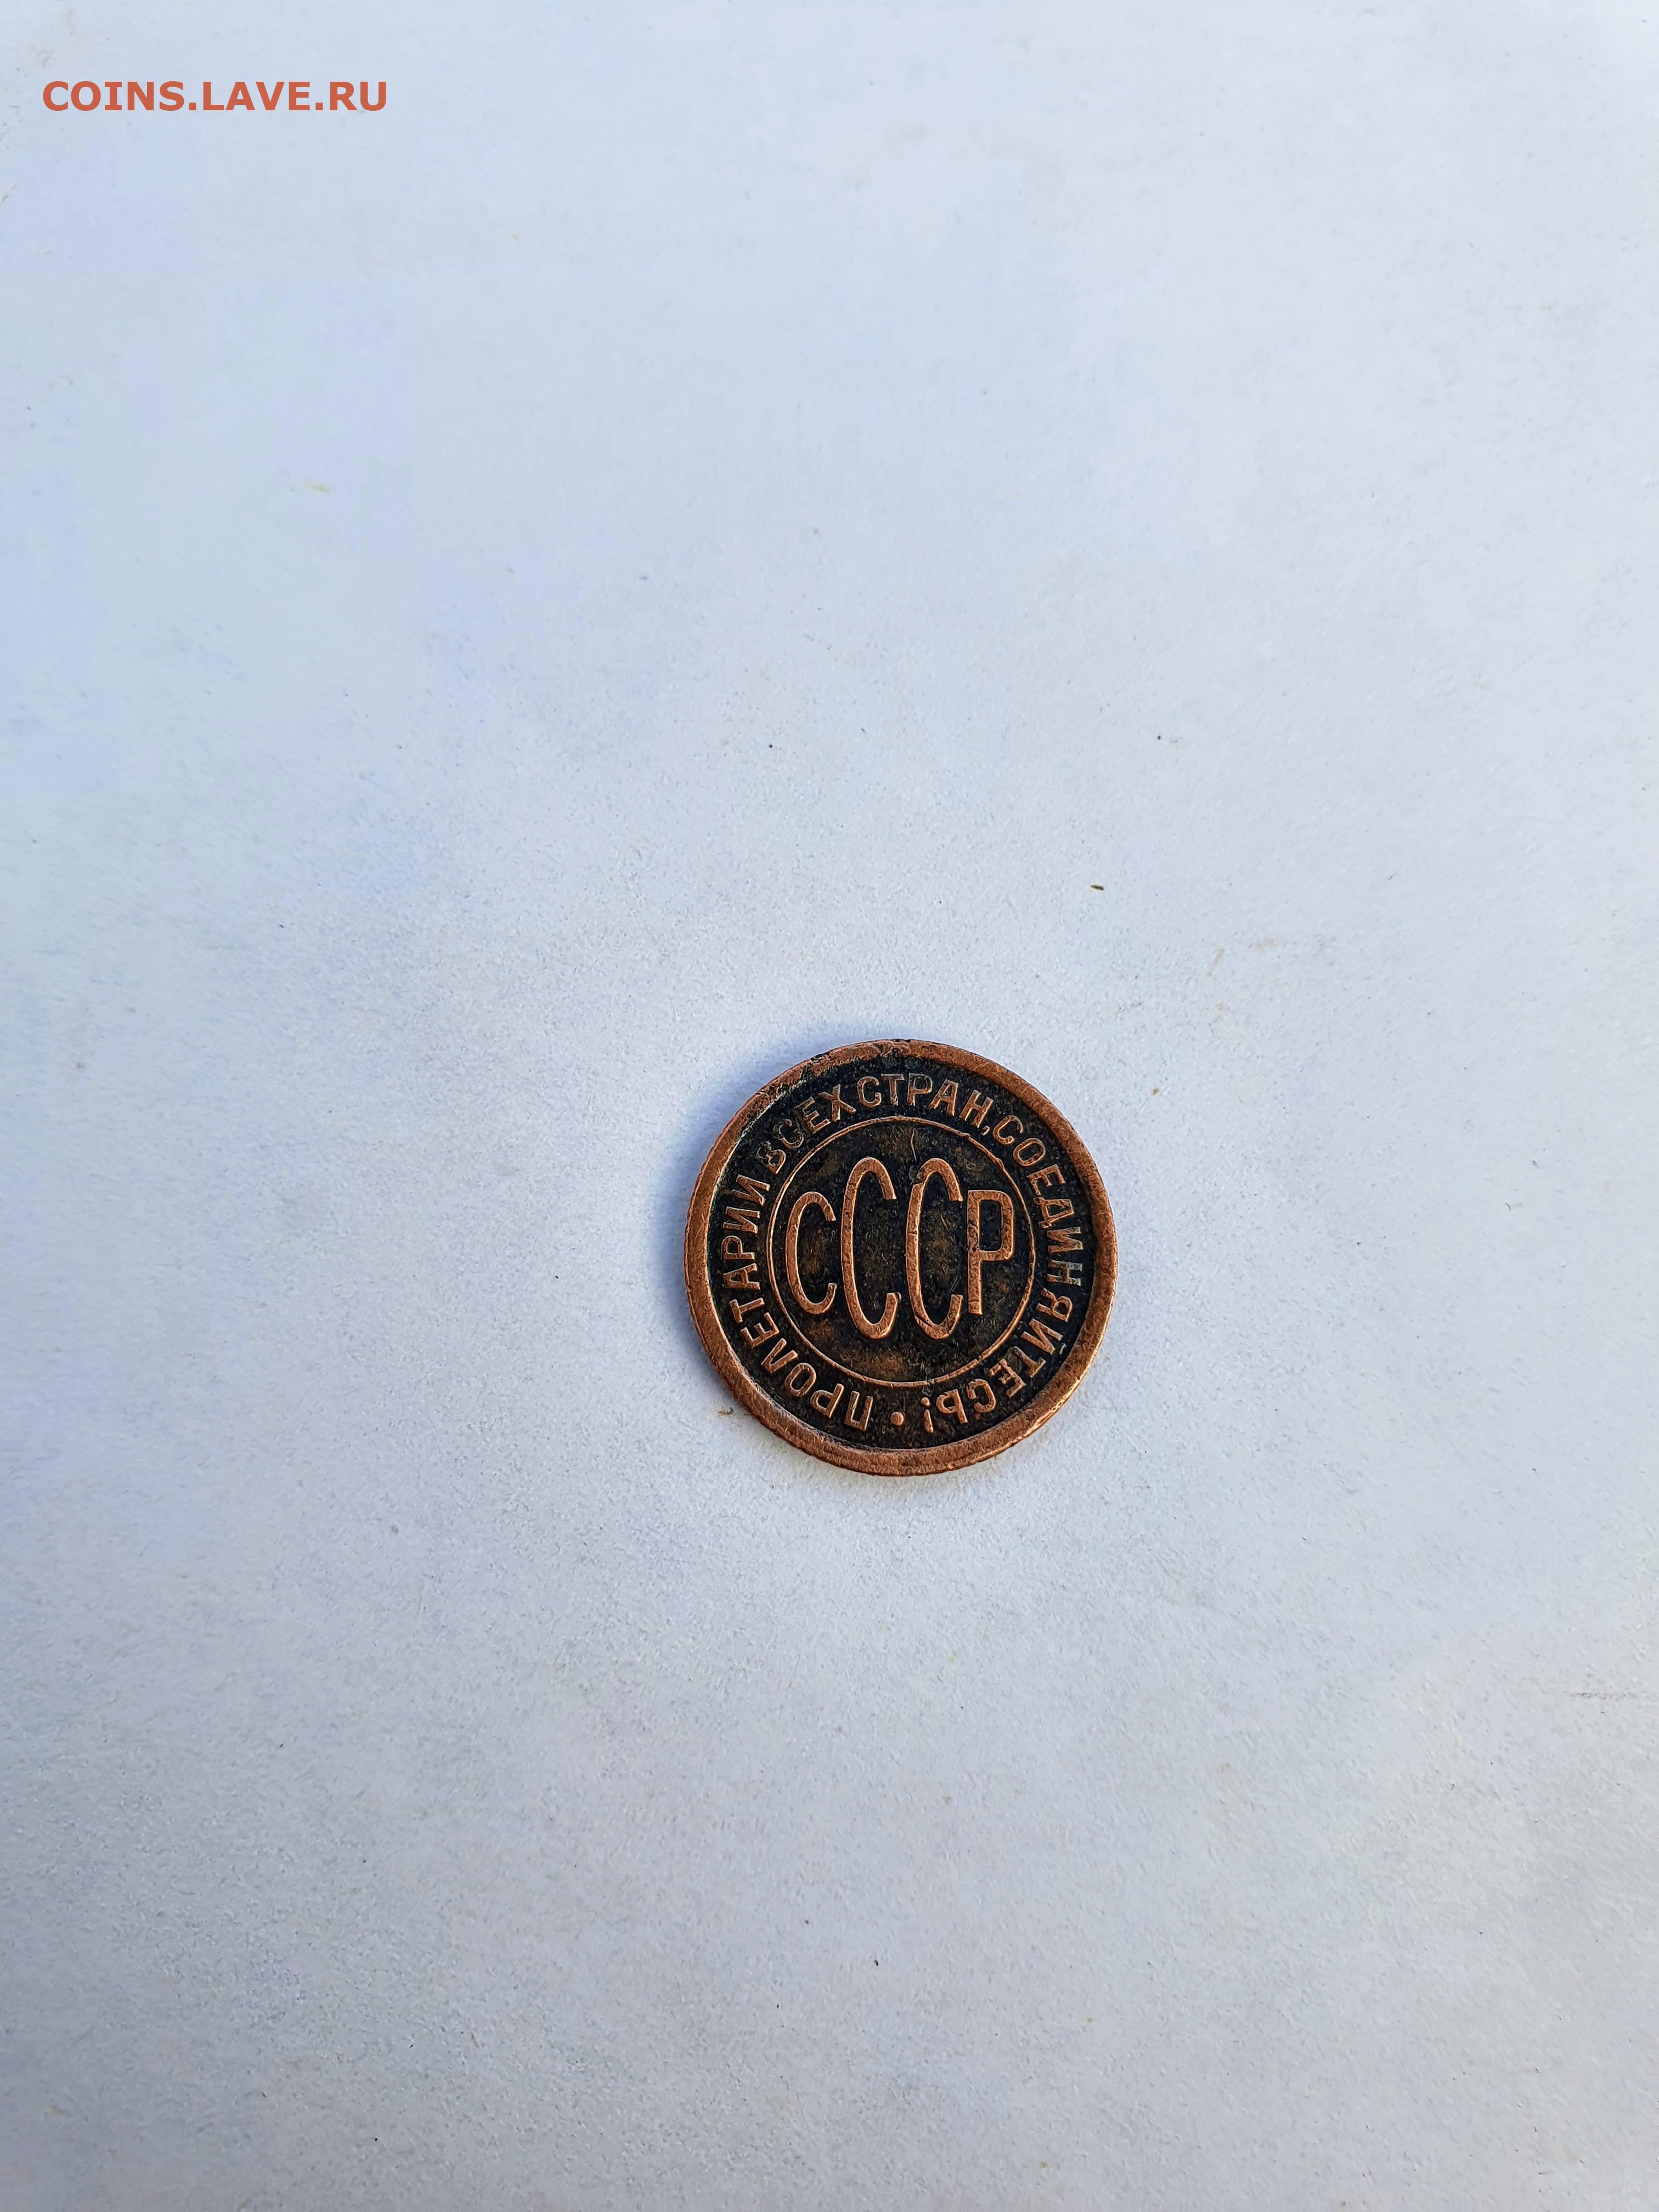 COINS.LAVE.RU
ПРОЛЕТАРИИ ВСЕХ СТРАН, СОЕДИНЯЙТЕСЬ! •
СССР